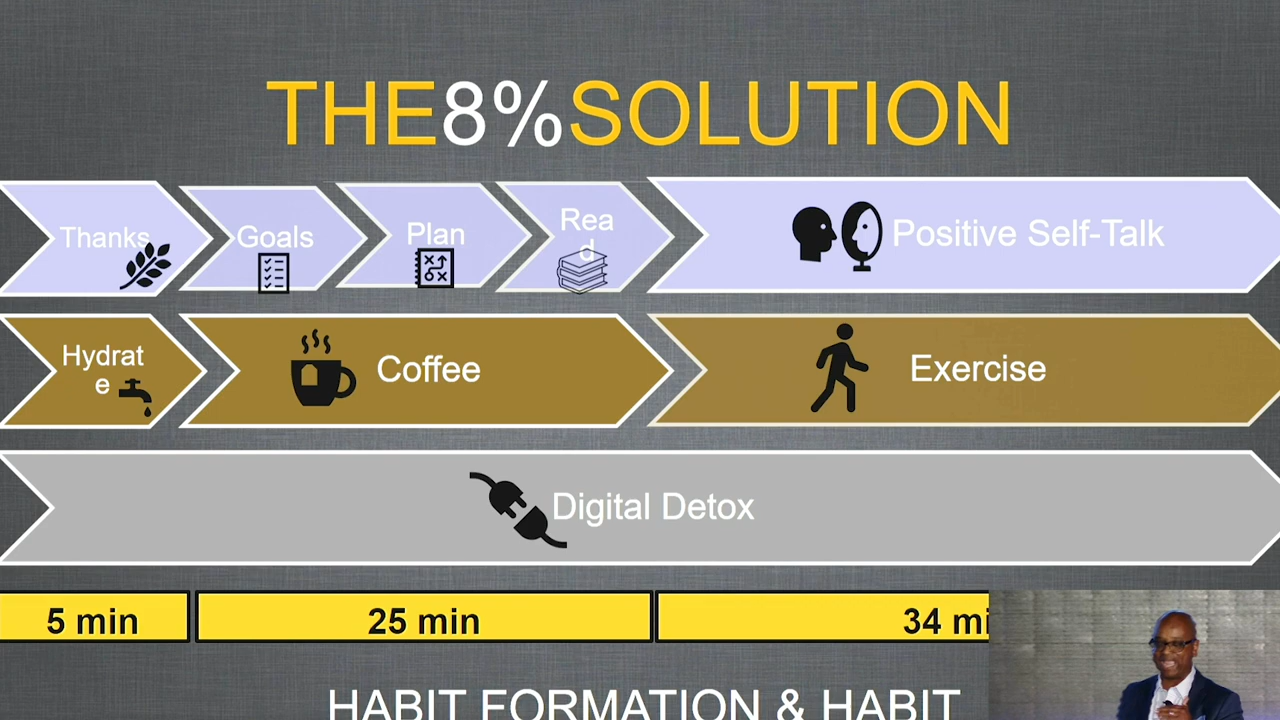 THE8%SOLUTION
Thanks
Goals
Plan
Rea
d
Positive Self-Talk
Hydrat
e
Coffee
Exercise
Digital Detox
5 min
25 min
34 mi
HABIT FORMATION & HABIT